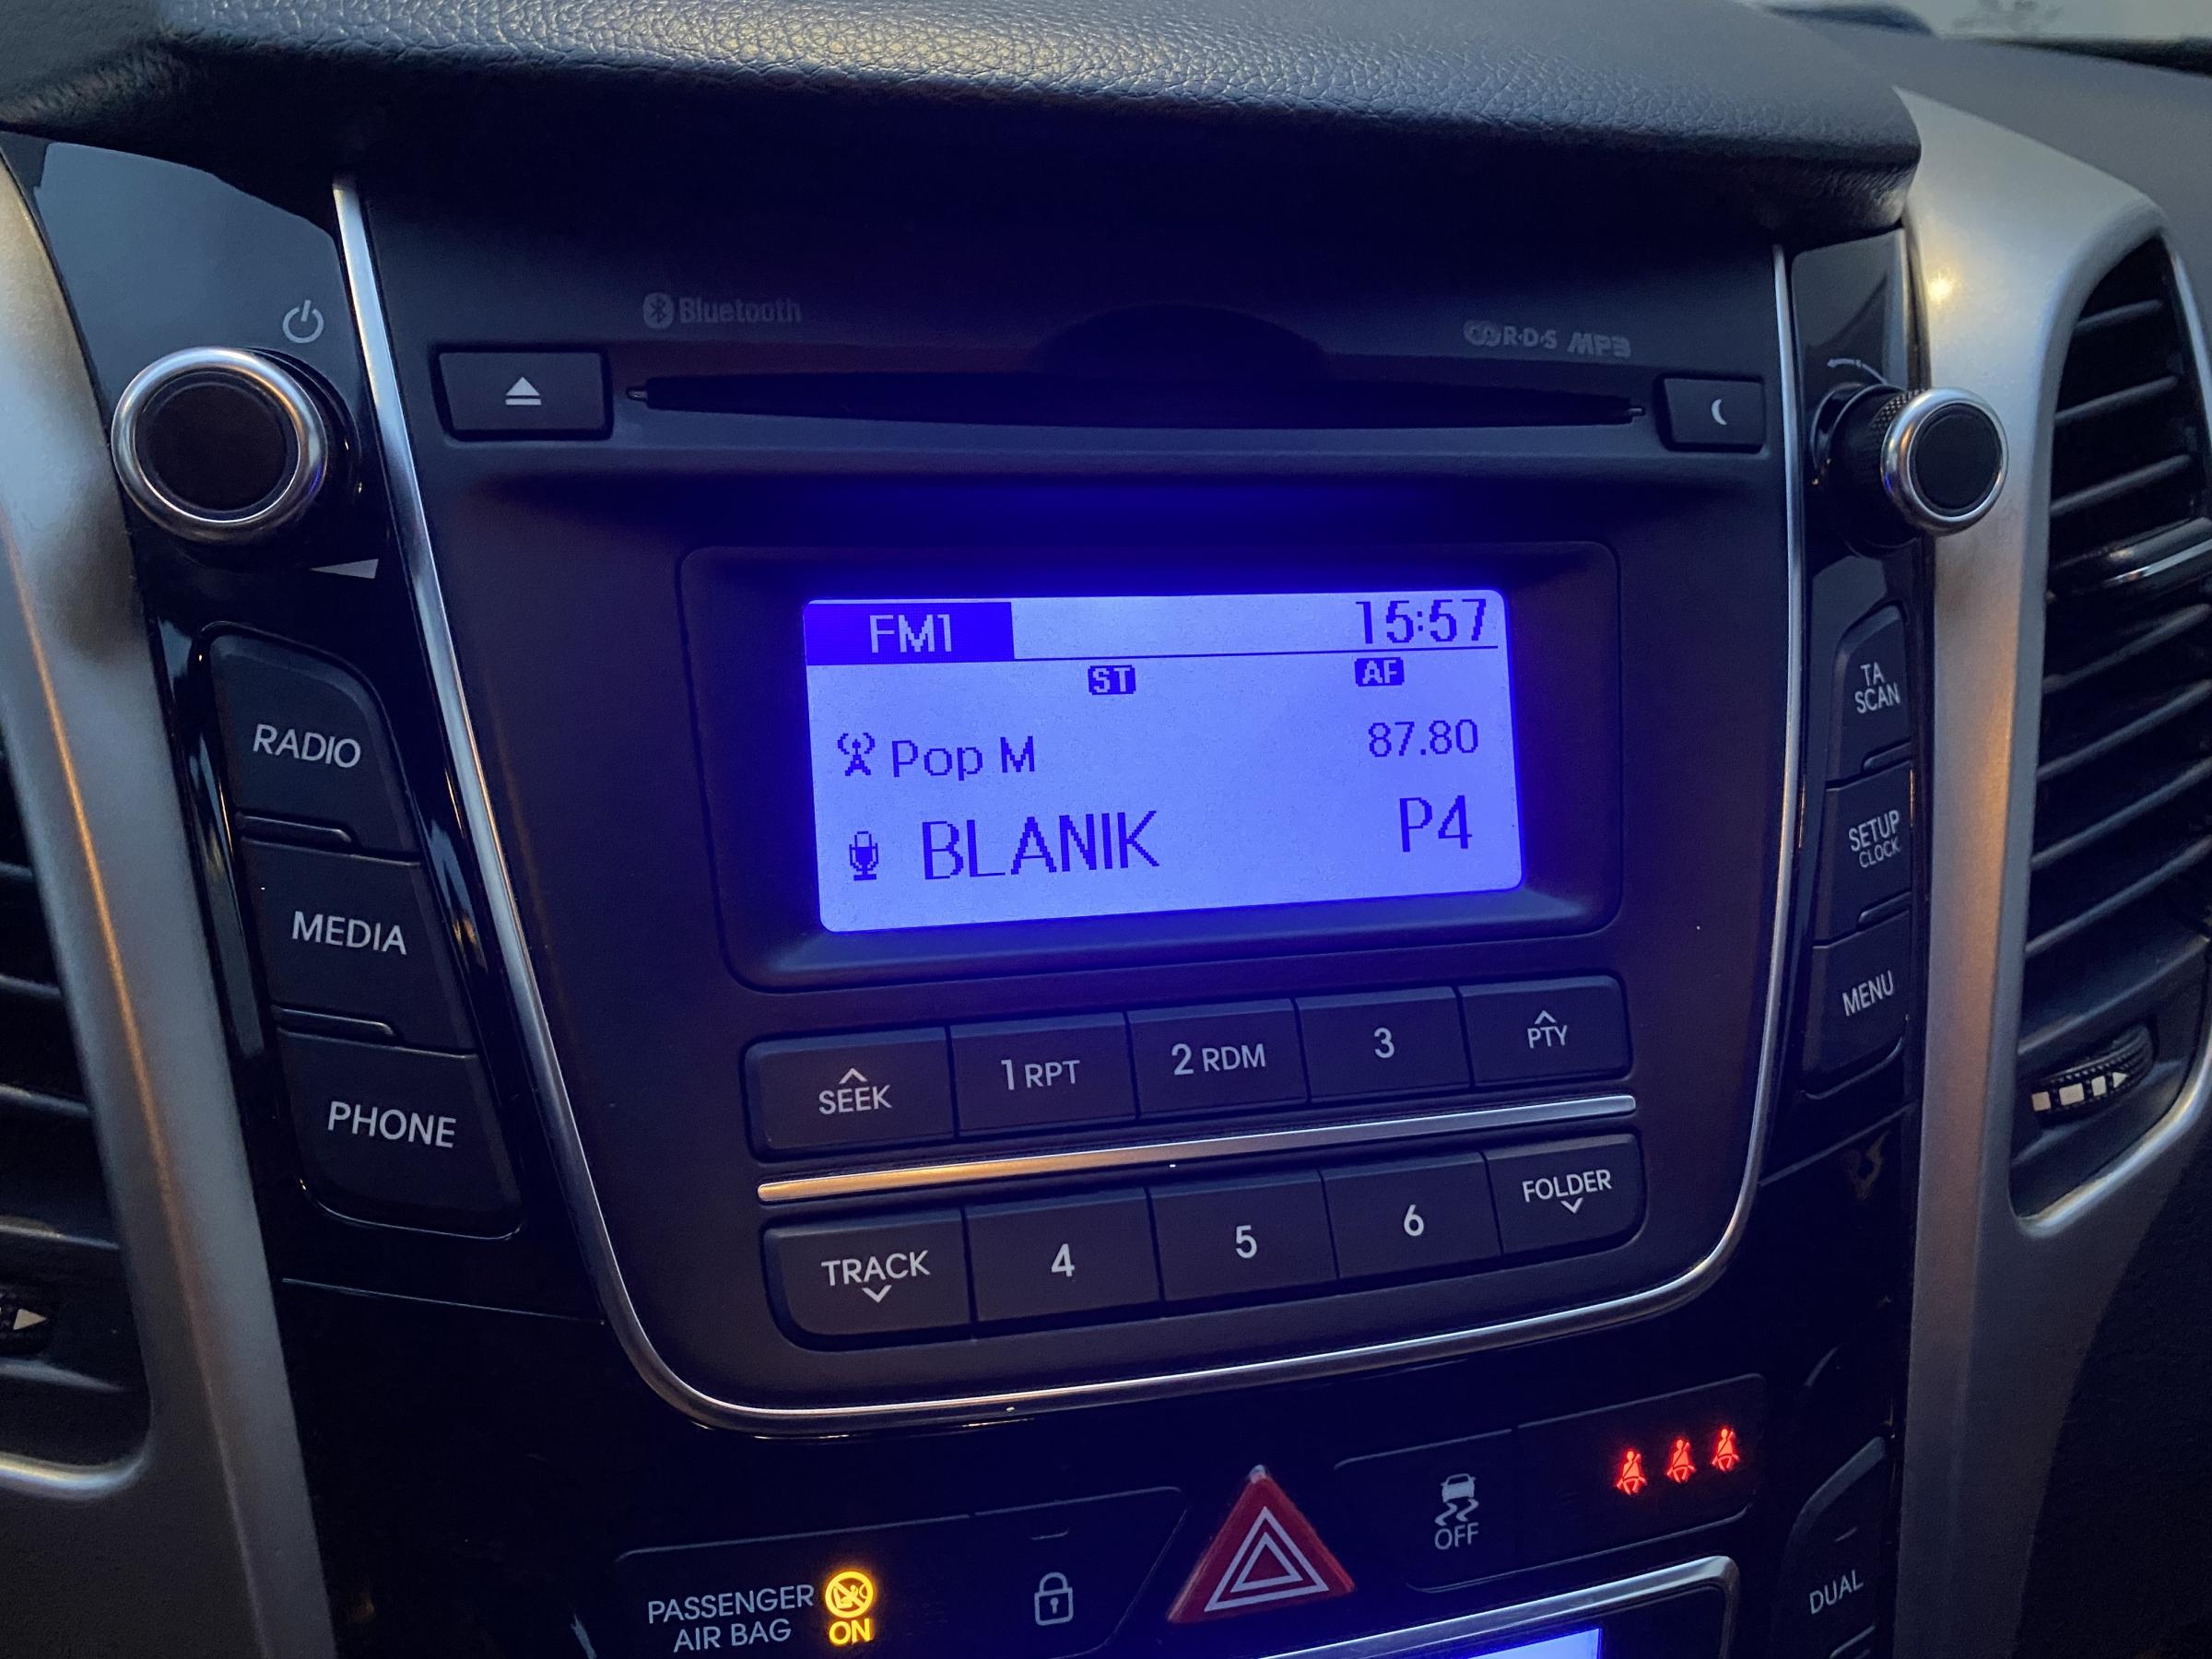 Bluetooth
R·D·S MP3
FM1 15:57
ST AF
Pop M 87.80
BLANIK P4
RADIO
MEDIA
PHONE
TA
SCAN
SETUP
CLOCK
MENU
SEEK 1 RPT 2 RDM 3 PTY
TRACK 4 5 6 FOLDER
PASSENGER
AIR BAG ON
OFF
DUAL